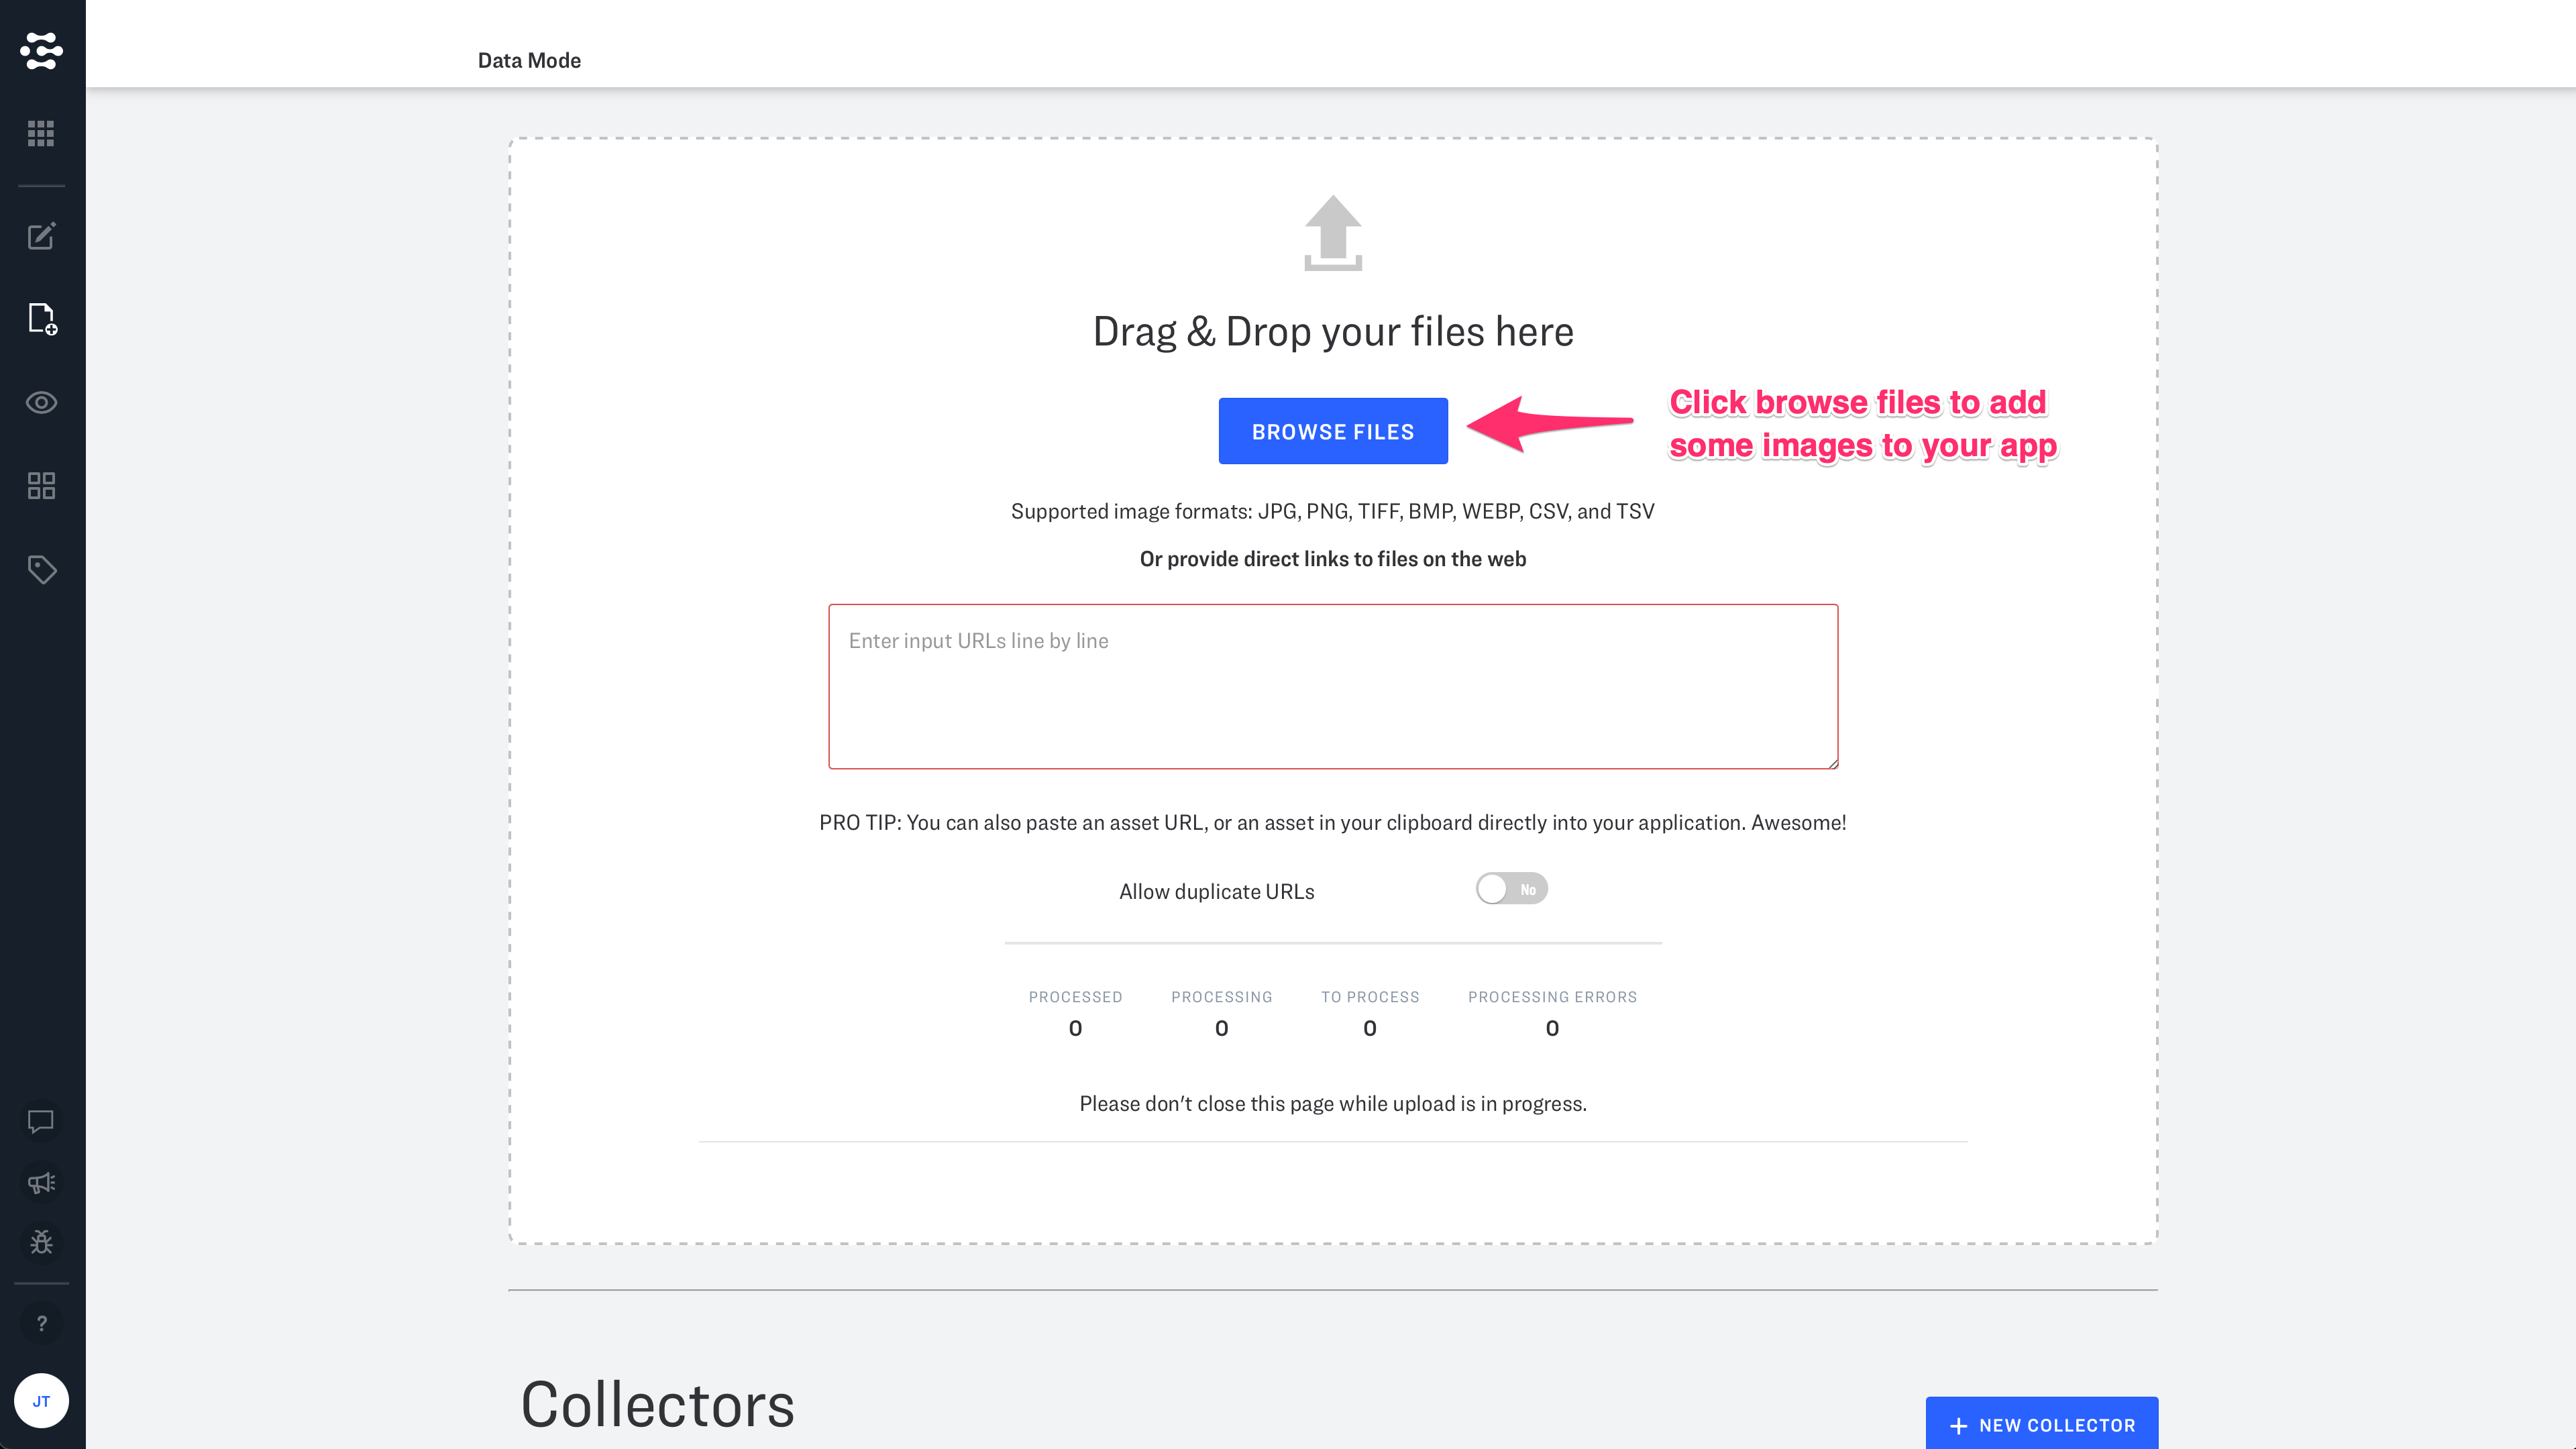 Data Mode
Drag & Drop your files here
BROWSE FILES
Click browse files to add
some images to your app
Supported image formats: JPG, PNG, TIFF, BMP, WEBP, CSV, and TSV
Or provide direct links to files on the web
Enter input URLs line by line
PRO TIP: You can also paste an asset URL, or an asset in your clipboard directly into your application. Awesome!
Allow duplicate URLs
No
PROCESSED PROCESSING TO PROCESS PROCESSING ERRORS
0 0 0 0
Please don't close this page while upload is in progress.
?
JT
Collectors
+ NEW COLLECTOR